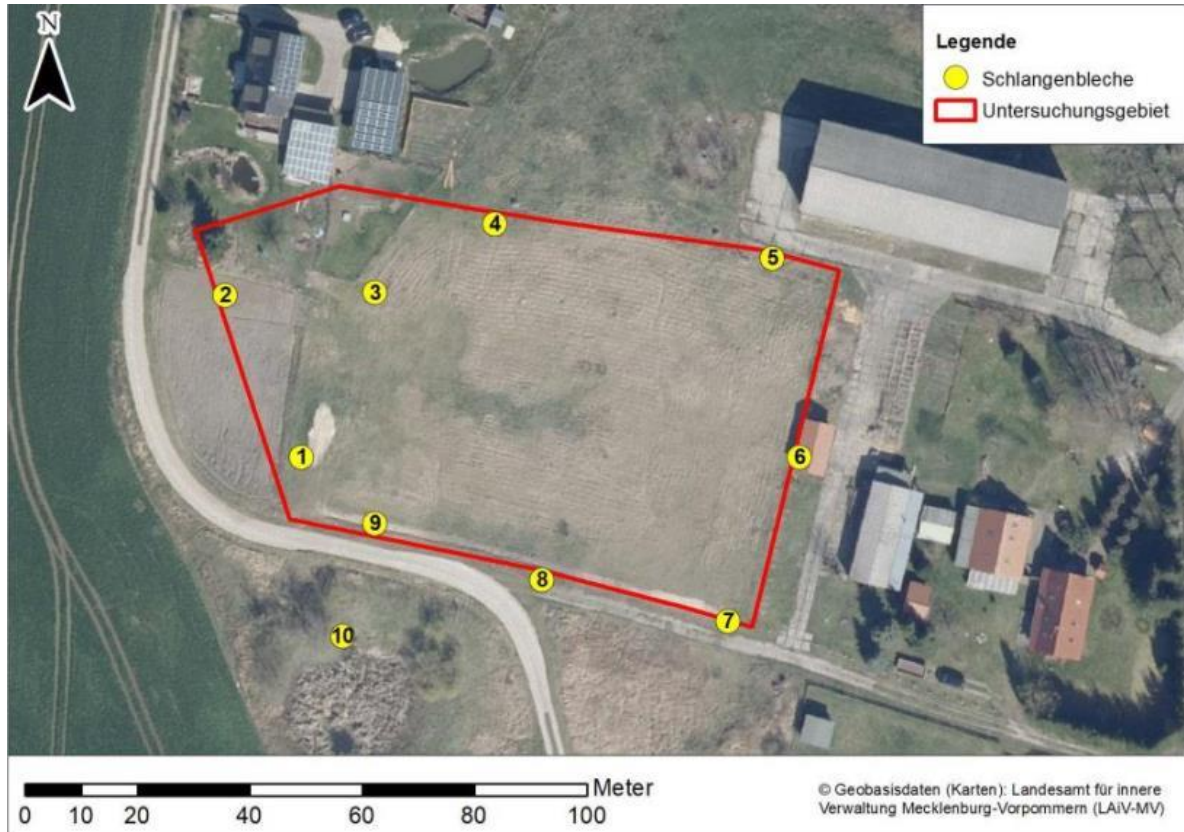 N
Legende
Schlangenbleche
Untersuchungsgebiet
4
5
2
3
1
6
9
8
7
10
Meter
0 10 20 40 60 80 100
© Geobasisdaten (Karten): Landesamt für innere
Verwaltung Mecklenburg-Vorpommern (LAiV-MV)